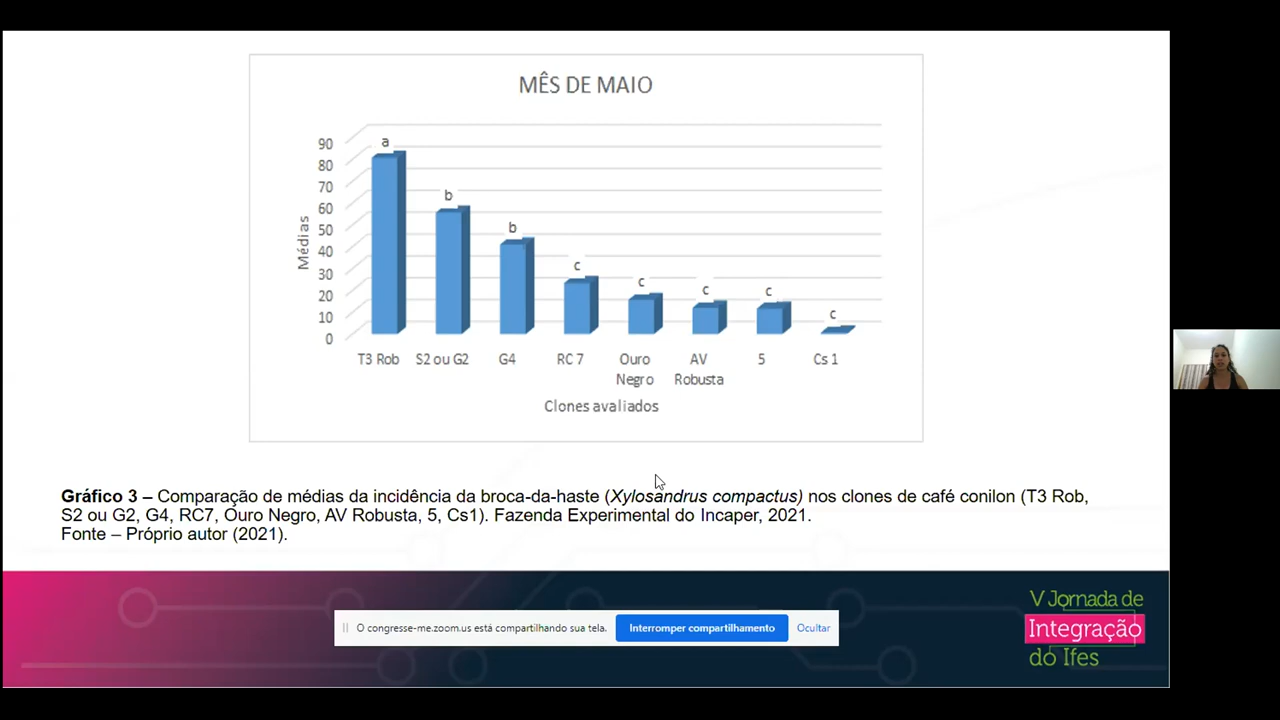 MÊS DE MAIO
90
80
70
60
50
40
30
20
10
0
Médias
a
b
b
c
c
c
c
c
T3 Rob
S2 ou G2
G4
RC 7
Ouro
Negro
AV
Robusta
5
Cs 1
Clones avaliados
Gráfico 3 – Comparação de médias da incidência da broca-da-haste (Xylosandrus compactus) nos clones de café conilon (T3 Rob,
S2 ou G2, G4, RC7, Ouro Negro, AV Robusta, 5, Cs1). Fazenda Experimental do Incaper, 2021.
Fonte – Próprio autor (2021).
O congresse-me.zoom.us está compartilhando sua tela.
Interromper compartilhamento
Ocultar
V Jornada de
Integração
do Ifes